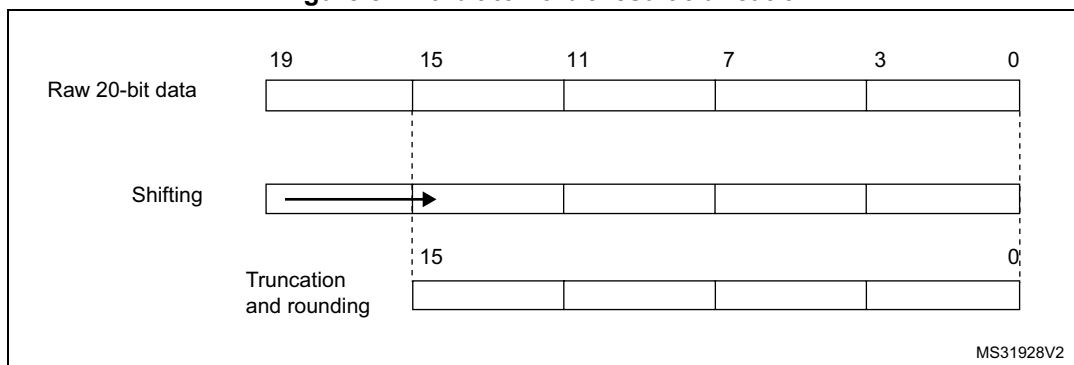 19 15 11 7 3 0
Raw 20-bit data
Shifting
15 0
Truncation
and rounding
MS31928V2